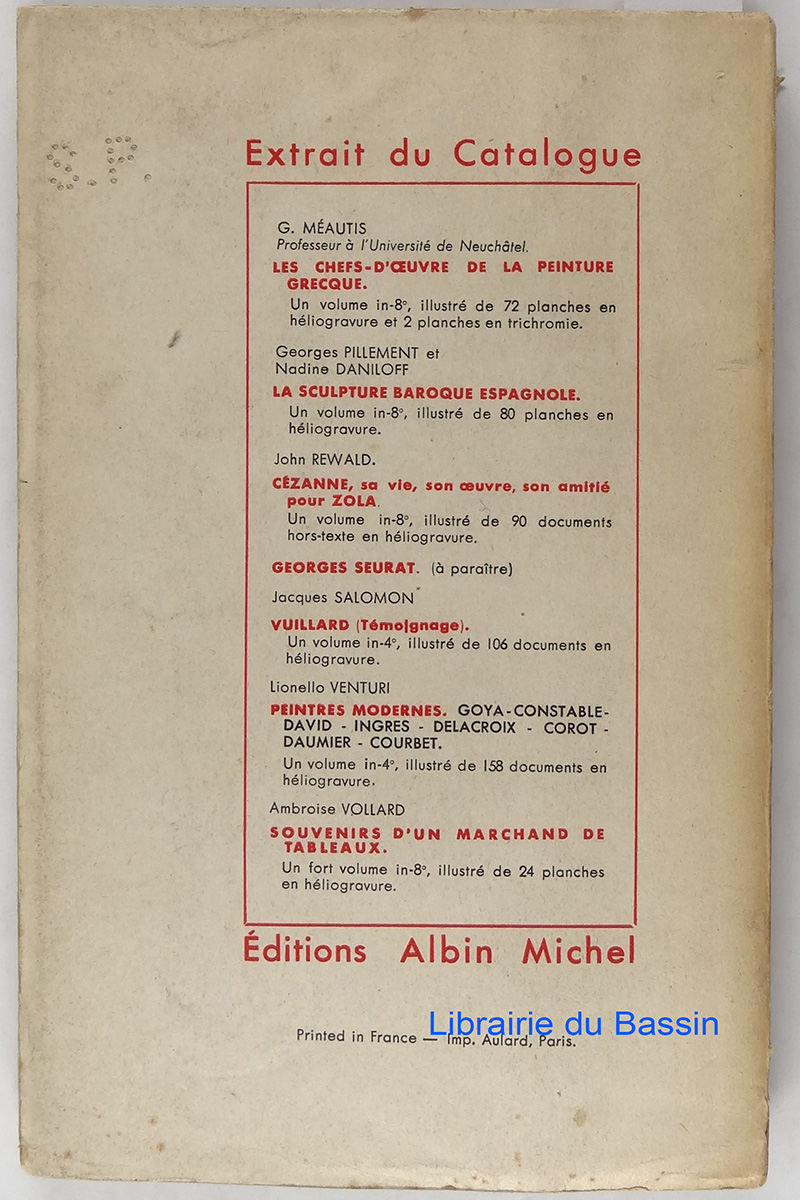 S.P.
Extrait du Catalogue
G. MÉAUTIS
Professeur à l'Université de Neuchâtel.
LES CHEFS-D'ŒUVRE DE LA PEINTURE
GRECQUE.
Un volume in-8°, illustré de 72 planches en
héliogravure et 2 planches en trichromie.
Georges PILLEMENT et
Nadine DANILOFF
LA SCULPTURE BAROQUE ESPAGNOLE.
Un volume in-8°, illustré de 80 planches en
héliogravure.
John REWALD.
CÉZANNE, sa vie, son œuvre, son amitié
pour ZOLA.
Un volume in-8°, illustré de 90 documents
hors-texte en héliogravure.
GEORGES SEURAT. (à paraître)
Jacques SALOMON
VUILLARD (Témoignage).
Un volume in-4°, illustré de 106 documents en
héliogravure.
Lionello VENTURI
PEINTRES MODERNES. GOYA-CONSTABLE-
DAVID - INGRES - DELACROIX - COROT -
DAUMIER - COURBET.
Un volume in-4°, illustré de 158 documents en
héliogravure.
Ambroise VOLLARD
SOUVENIRS D'UN MARCHAND DE
TABLEAUX.
Un fort volume in-8°, illustré de 24 planches
en héliogravure.
Éditions Albin Michel
Librairie du Bassin
Printed in France — Imp. Aulard, Paris.